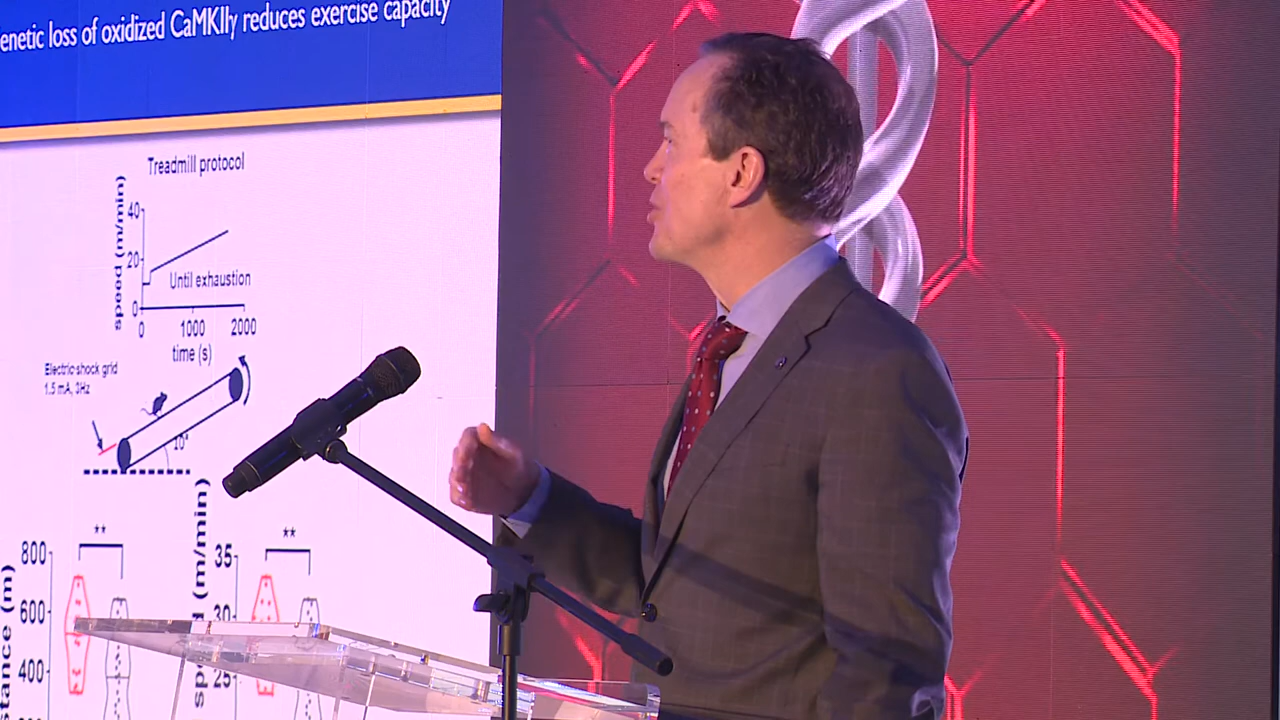 enetic loss of oxidized CaMKIIγ reduces exercise capacity
Treadmill protocol
speed (m/min)
40
20
0
Until exhaustion
0 1000 2000
time (s)
Electric shock grid
1.5 mA, 3Hz
10°
** **
stance (m)
800
600
400
(m/min)
35
30
25